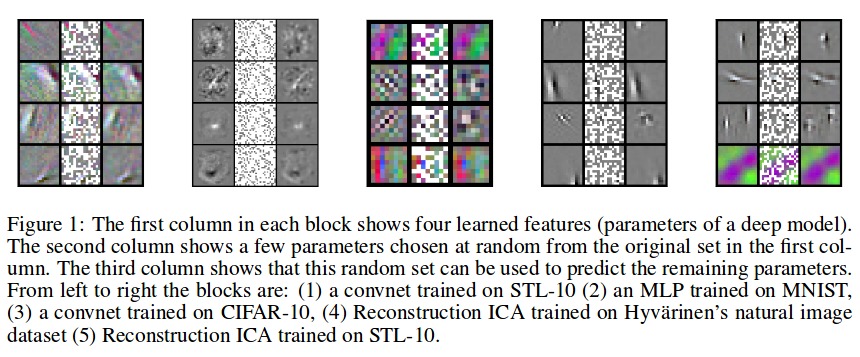 Figure 1: The first column in each block shows four learned features (parameters of a deep model).
The second column shows a few parameters chosen at random from the original set in the first col-
umn. The third column shows that this random set can be used to predict the remaining parameters.
From left to right the blocks are: (1) a convnet trained on STL-10 (2) an MLP trained on MNIST,
(3) a convnet trained on CIFAR-10, (4) Reconstruction ICA trained on Hyvärinen's natural image
dataset (5) Reconstruction ICA trained on STL-10.